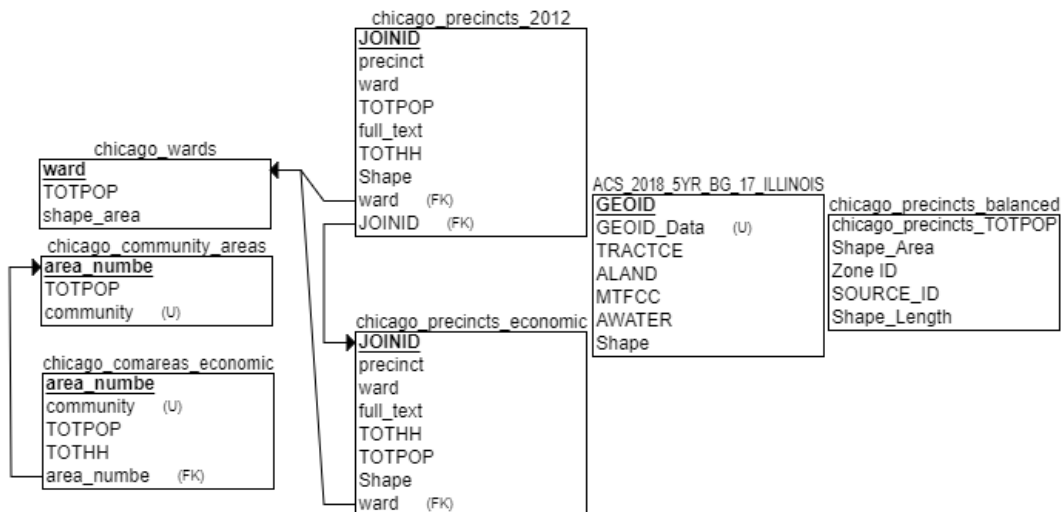 chicago_wards
ward
TOTPOP
shape_area
chicago_community_areas
area_numbe
TOTPOP
community (U)
chicago_comareas_economic
area_numbe
community (U)
TOTPOP
TOTHH
area_numbe (FK)
chicago_precincts_2012
JOINID
precinct
ward
TOTPOP
full_text
TOTHH
Shape
ward (FK)
JOINID (FK)
chicago_precincts_economic
JOINID
precinct
ward
full_text
TOTHH
TOTPOP
Shape
ward (FK)
ACS_2018_5YR_BG_17_ILLINOIS
GEOID
GEOID_Data (U)
TRACTCE
ALAND
MTFCC
AWATER
Shape
chicago_precincts_balanced
chicago_precincts_TOTPOP
Shape_Area
Zone ID
SOURCE_ID
Shape_Length